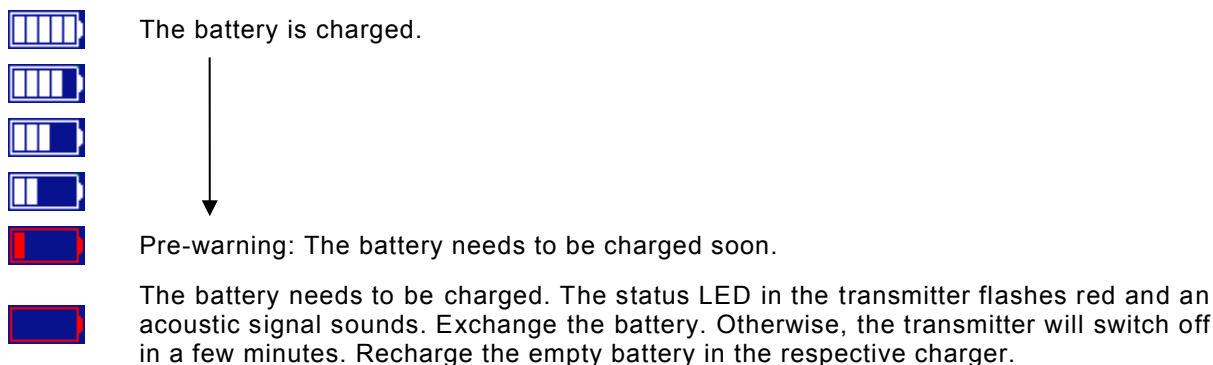 The battery is charged.
Pre-warning: The battery needs to be charged soon.
The battery needs to be charged. The status LED in the transmitter flashes red and an
acoustic signal sounds. Exchange the battery. Otherwise, the transmitter will switch off
in a few minutes. Recharge the empty battery in the respective charger.